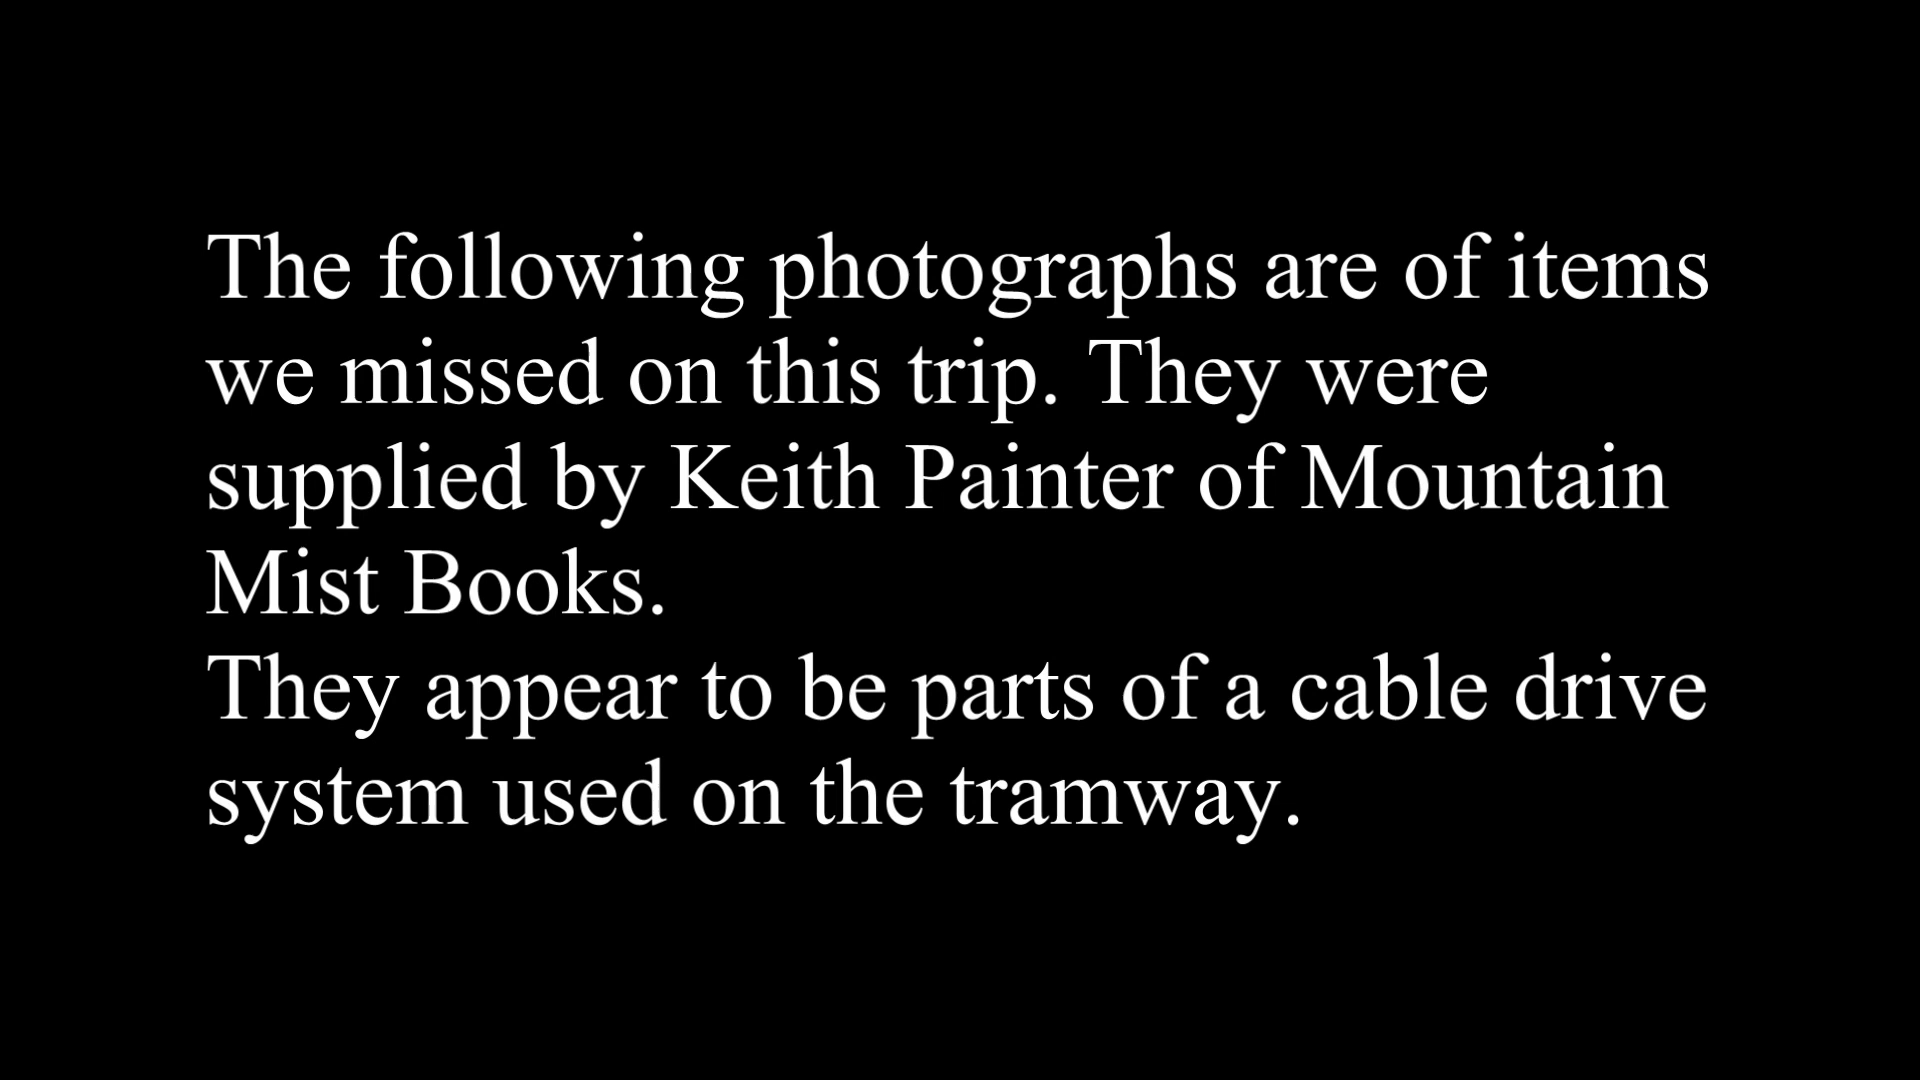 The following photographs are of items
we missed on this trip. They were
supplied by Keith Painter of Mountain
Mist Books.
They appear to be parts of a cable drive
system used on the tramway.